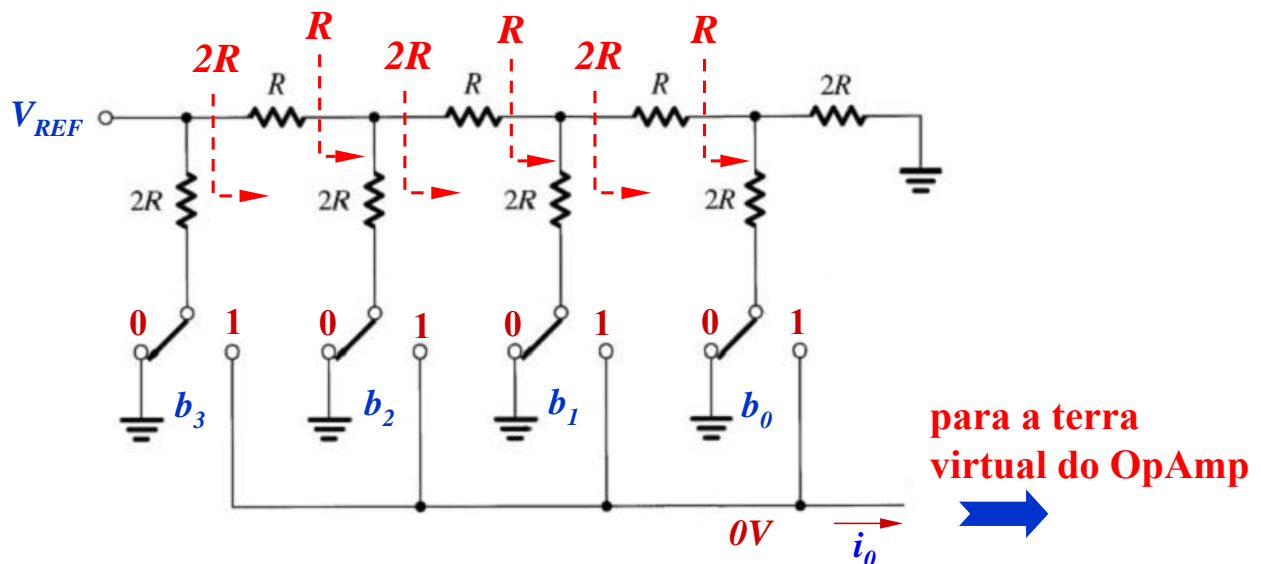 2R R 2R R 2R R
R R R 2R
V_REF
2R 2R 2R 2R
0 1 0 1 0 1 0 1
b_3 b_2 b_1 b_0
para a terra
virtual do OpAmp
0V
i_0